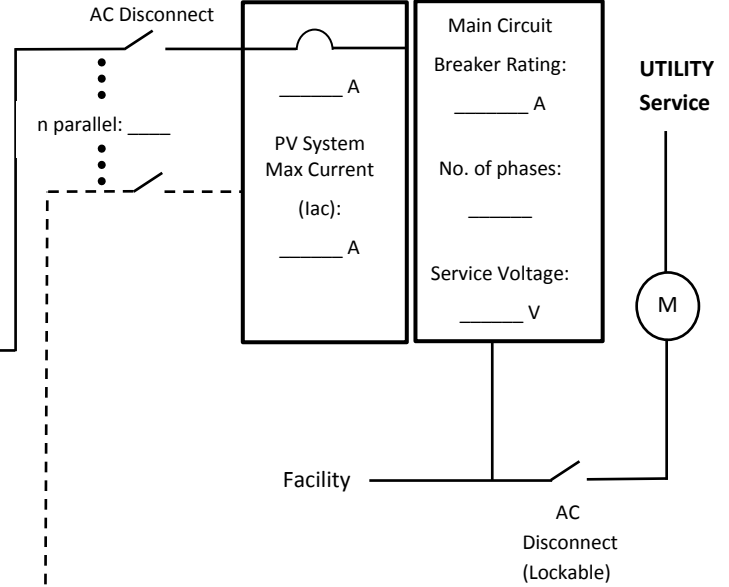 AC Disconnect
n parallel: ____
______ A
PV System
Max Current
(Iac):
______ A
Main Circuit
Breaker Rating:
_______ A
No. of phases:
______
Service Voltage:
______ V
UTILITY
Service
M
Facility
AC
Disconnect
(Lockable)